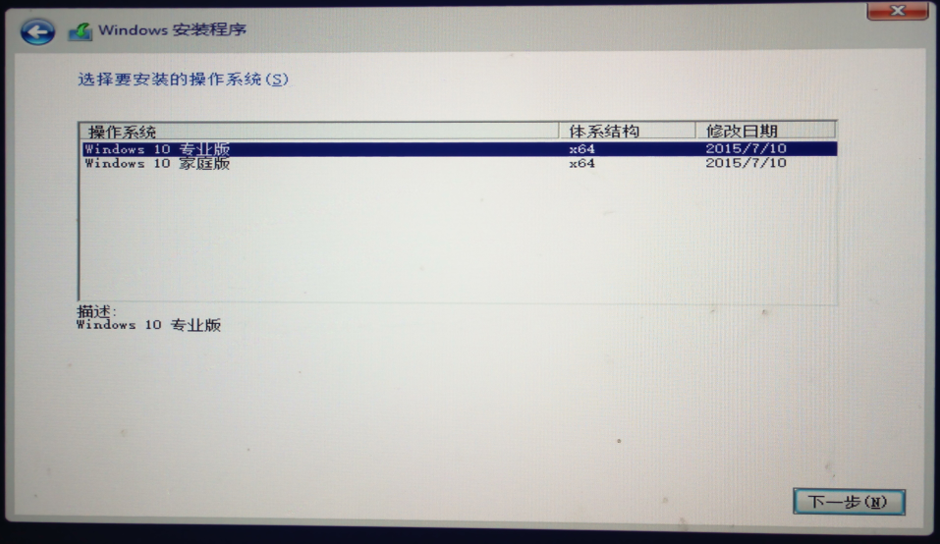 Windows 安装程序
选择要安装的操作系统(S)
操作系统 体系结构 修改日期
Windows 10 专业版 x64 2015/7/10
Windows 10 家庭版 x64 2015/7/10
描述:
Windows 10 专业版
下一步(N)